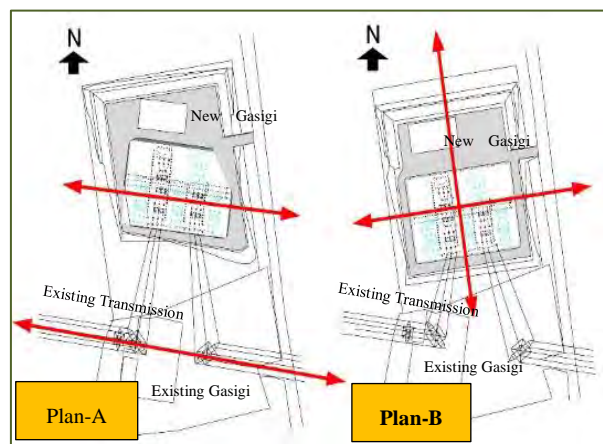 N
New Gasigi
Existing Transmission
Existing Gasigi
Plan-A
N
New Gasigi
Existing Transmission
Existing Gasigi
Plan-B